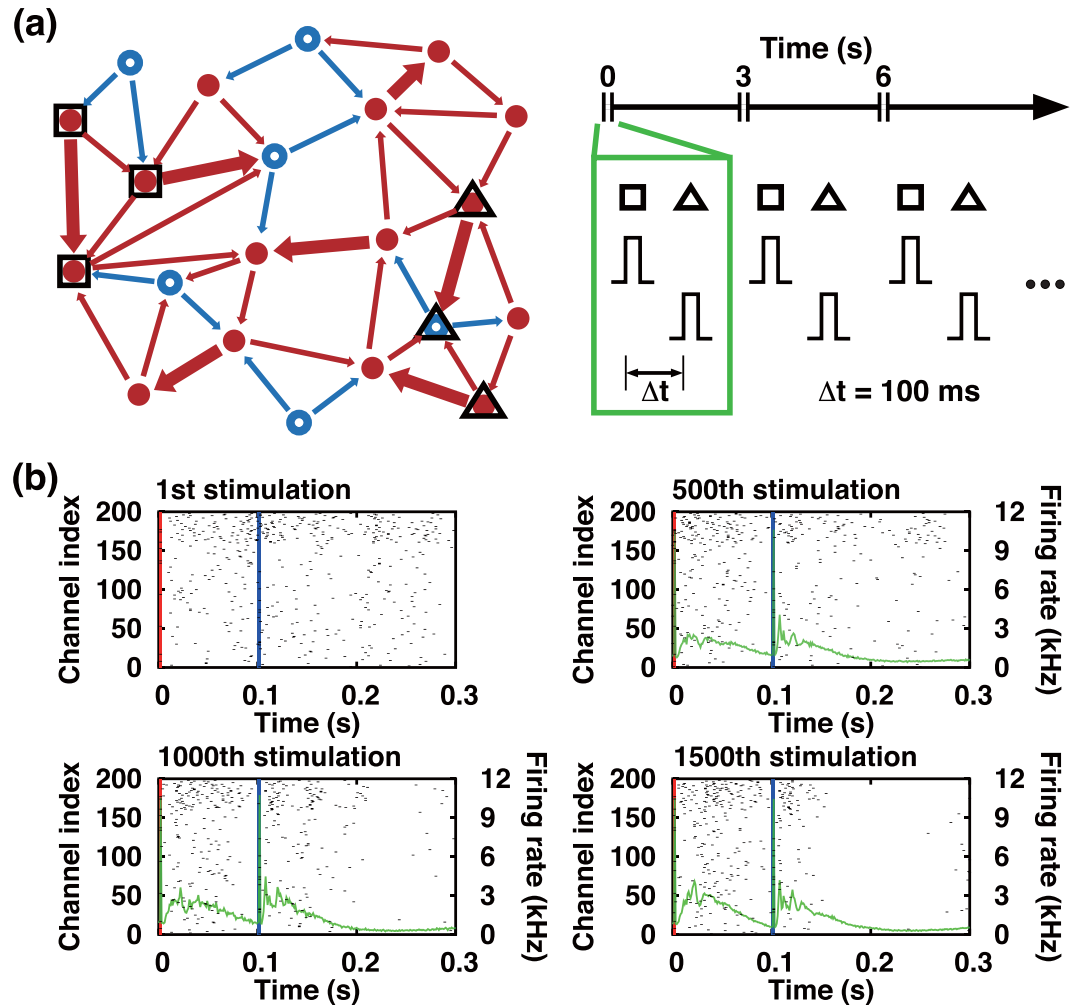 (a)
Time (s)
0 3 6
Δt
Δt = 100 ms
(b)
1st stimulation
Channel index
200
150
100
50
0
0 0.1 0.2 0.3
Time (s)
500th stimulation
Channel index
200
150
100
50
0
0 0.1 0.2 0.3
Time (s)
12
9
6
3
0
Firing rate (kHz)
1000th stimulation
Channel index
200
150
100
50
0
0 0.1 0.2 0.3
Time (s)
12
9
6
3
0
Firing rate (kHz)
1500th stimulation
Channel index
200
150
100
50
0
0 0.1 0.2 0.3
Time (s)
12
9
6
3
0
Firing rate (kHz)